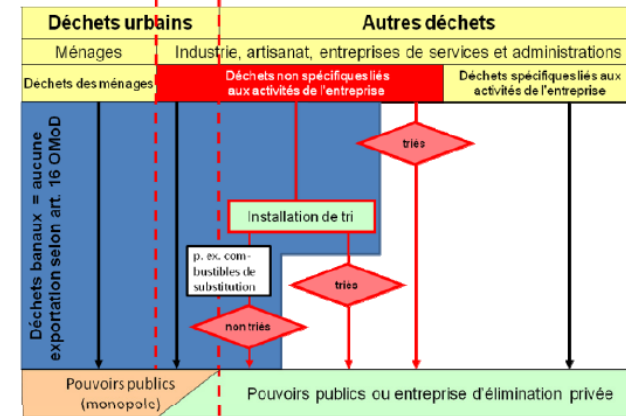 Déchets urbains
Autres déchets
Ménages
Industrie, artisanat, entreprises de services et administrations
Déchets des ménages
Déchets non spécifiques liés
aux activités de l'entreprise
Déchets spécifiques liés aux
activités de l'entreprise
Déchets banaux = aucune
exportation selon art. 16 OMoD
triés
Installation de tri
p. ex. com-
bustibles de
substitution
triés
non triés
Pouvoirs publics
(monopole)
Pouvoirs publics ou entreprise d'élimination privée